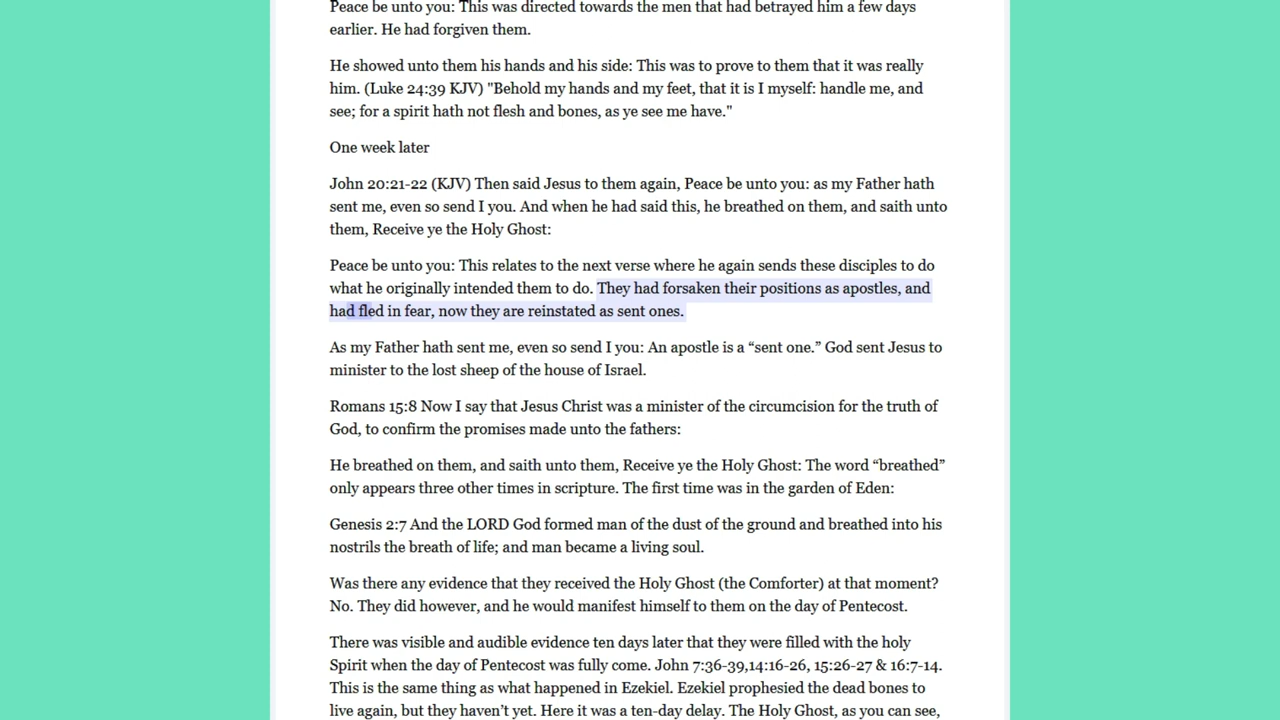 Peace be unto you: This was directed towards the men that had betrayed him a few days
earlier. He had forgiven them.
He showed unto them his hands and his side: This was to prove to them that it was really
him. (Luke 24:39 KJV) "Behold my hands and my feet, that it is I myself: handle me, and
see; for a spirit hath not flesh and bones, as ye see me have."
One week later
John 20:21-22 (KJV) Then said Jesus to them again, Peace be unto you: as my Father hath
sent me, even so send I you. And when he had said this, he breathed on them, and saith unto
them, Receive ye the Holy Ghost:
Peace be unto you: This relates to the next verse where he again sends these disciples to do
what he originally intended them to do. They had forsaken their positions as apostles, and
had fled in fear, now they are reinstated as sent ones.
As my Father hath sent me, even so send I you: An apostle is a “sent one.” God sent Jesus to
minister to the lost sheep of the house of Israel.
Romans 15:8 Now I say that Jesus Christ was a minister of the circumcision for the truth of
God, to confirm the promises made unto the fathers:
He breathed on them, and saith unto them, Receive ye the Holy Ghost: The word “breathed”
only appears three other times in scripture. The first time was in the garden of Eden:
Genesis 2:7 And the LORD God formed man of the dust of the ground and breathed into his
nostrils the breath of life; and man became a living soul.
Was there any evidence that they received the Holy Ghost (the Comforter) at that moment?
No. They did however, and he would manifest himself to them on the day of Pentecost.
There was visible and audible evidence ten days later that they were filled with the holy
Spirit when the day of Pentecost was fully come. John 7:36-39,14:16-26, 15:26-27 & 16:7-14.
This is the same thing as what happened in Ezekiel. Ezekiel prophesied the dead bones to
live again, but they haven’t yet. Here it was a ten-day delay. The Holy Ghost, as you can see,